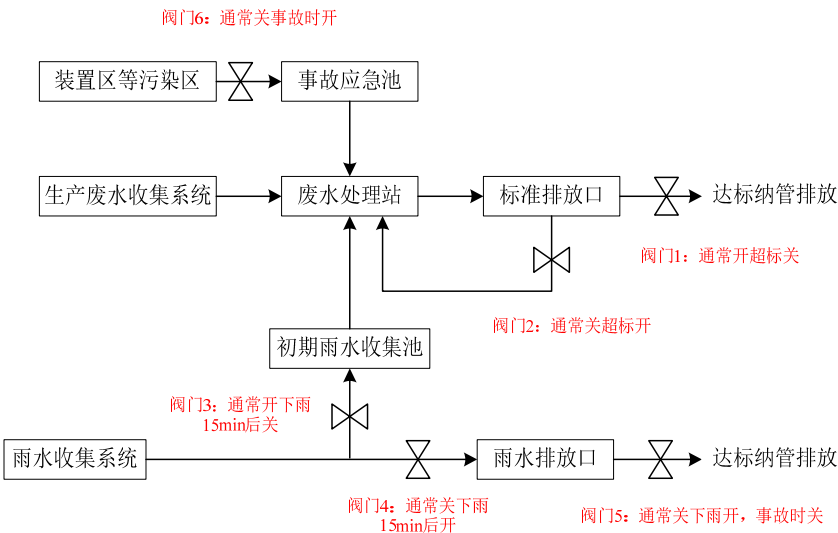 阀门6：通常关事故时开
装置区等污染区
事故应急池
生产废水收集系统
废水处理站
标准排放口
达标纳管排放
阀门1：通常开超标关
阀门2：通常关超标开
初期雨水收集池
阀门3：通常开下雨
15min后关
雨水收集系统
雨水排放口
达标纳管排放
阀门4：通常关下雨
15min后开
阀门5：通常关下雨开，事故时关